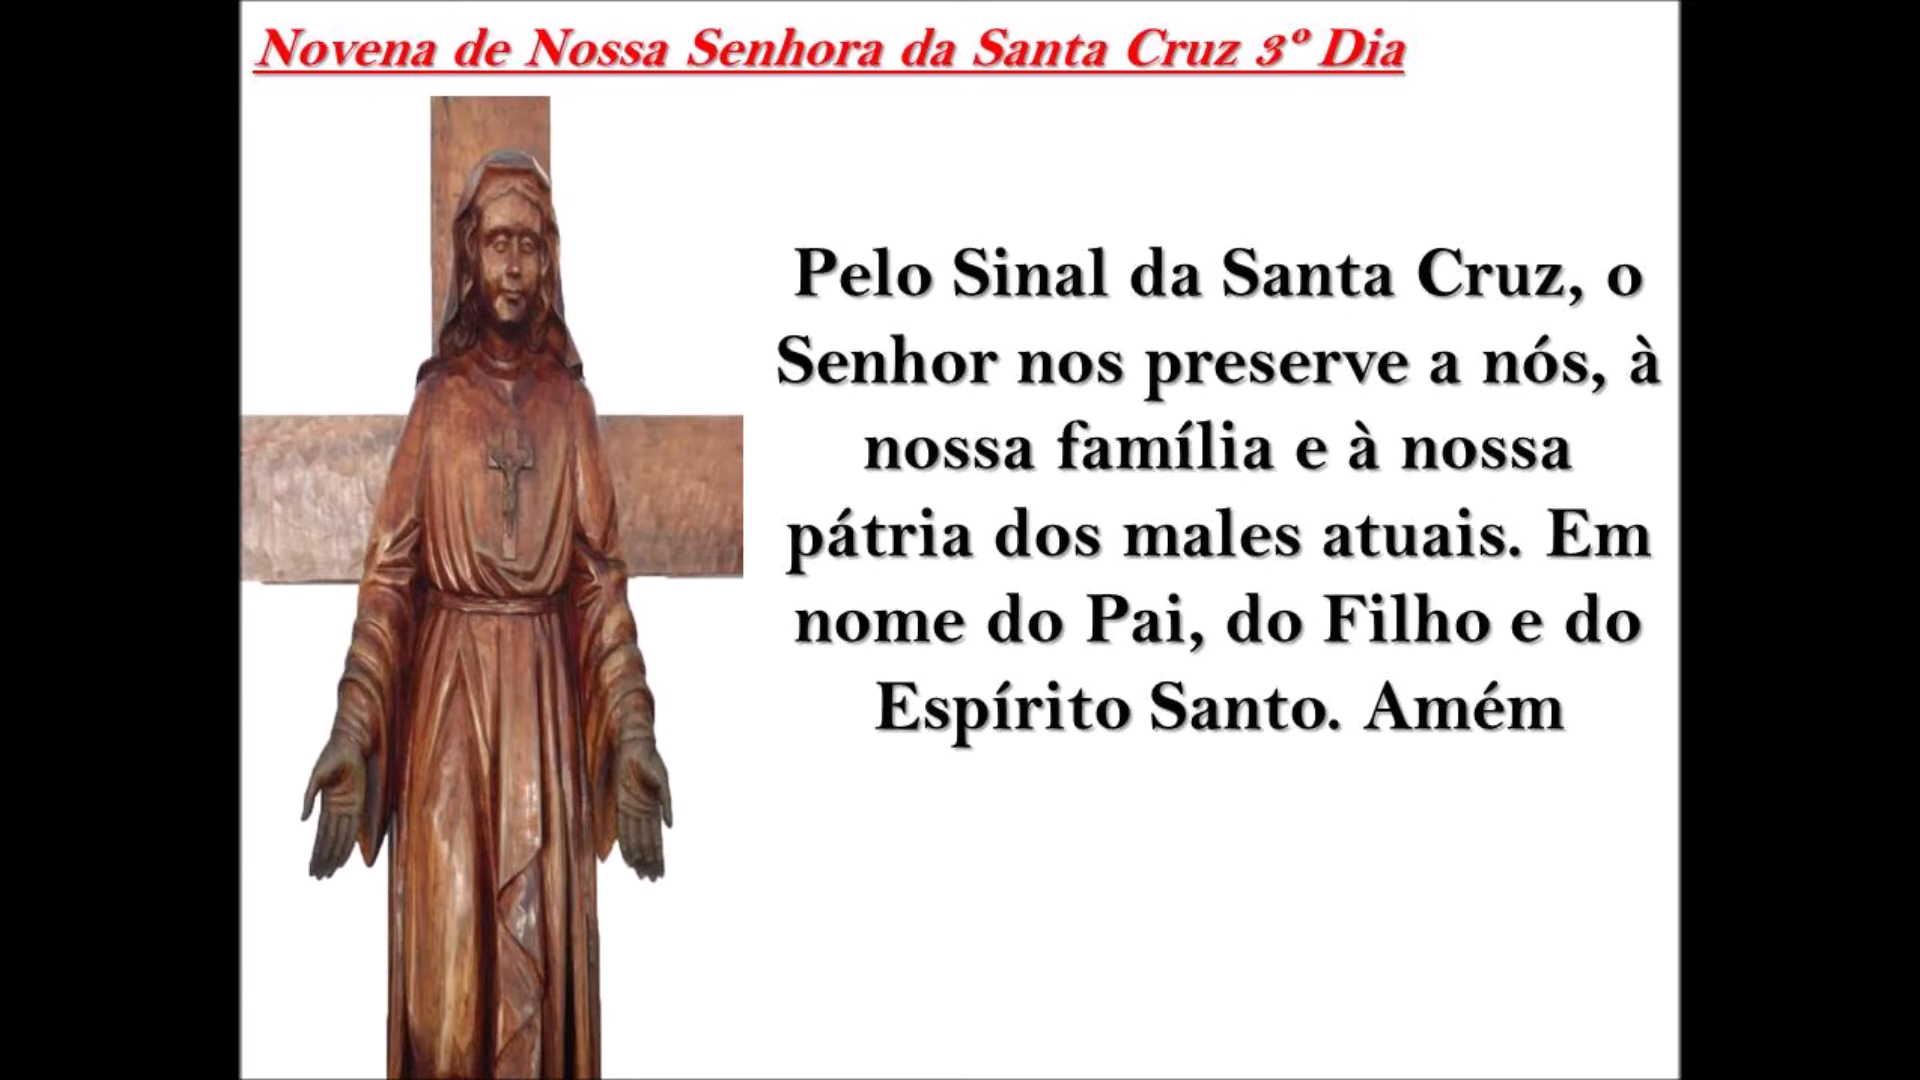 Novena de Nossa Senhora da Santa Cruz 3º Dia
Pelo Sinal da Santa Cruz, o
Senhor nos preserve a nós, à
nossa família e à nossa
pátria dos males atuais. Em
nome do Pai, do Filho e do
Espírito Santo. Amém